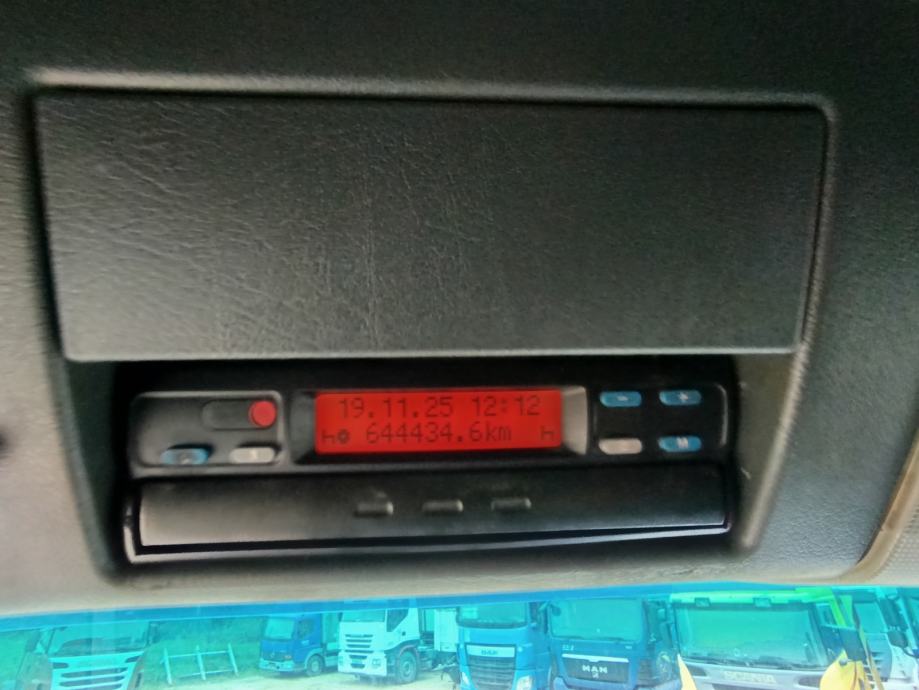 19.11.25 12:12
644434.6km
DAF
MAN
SCANIA